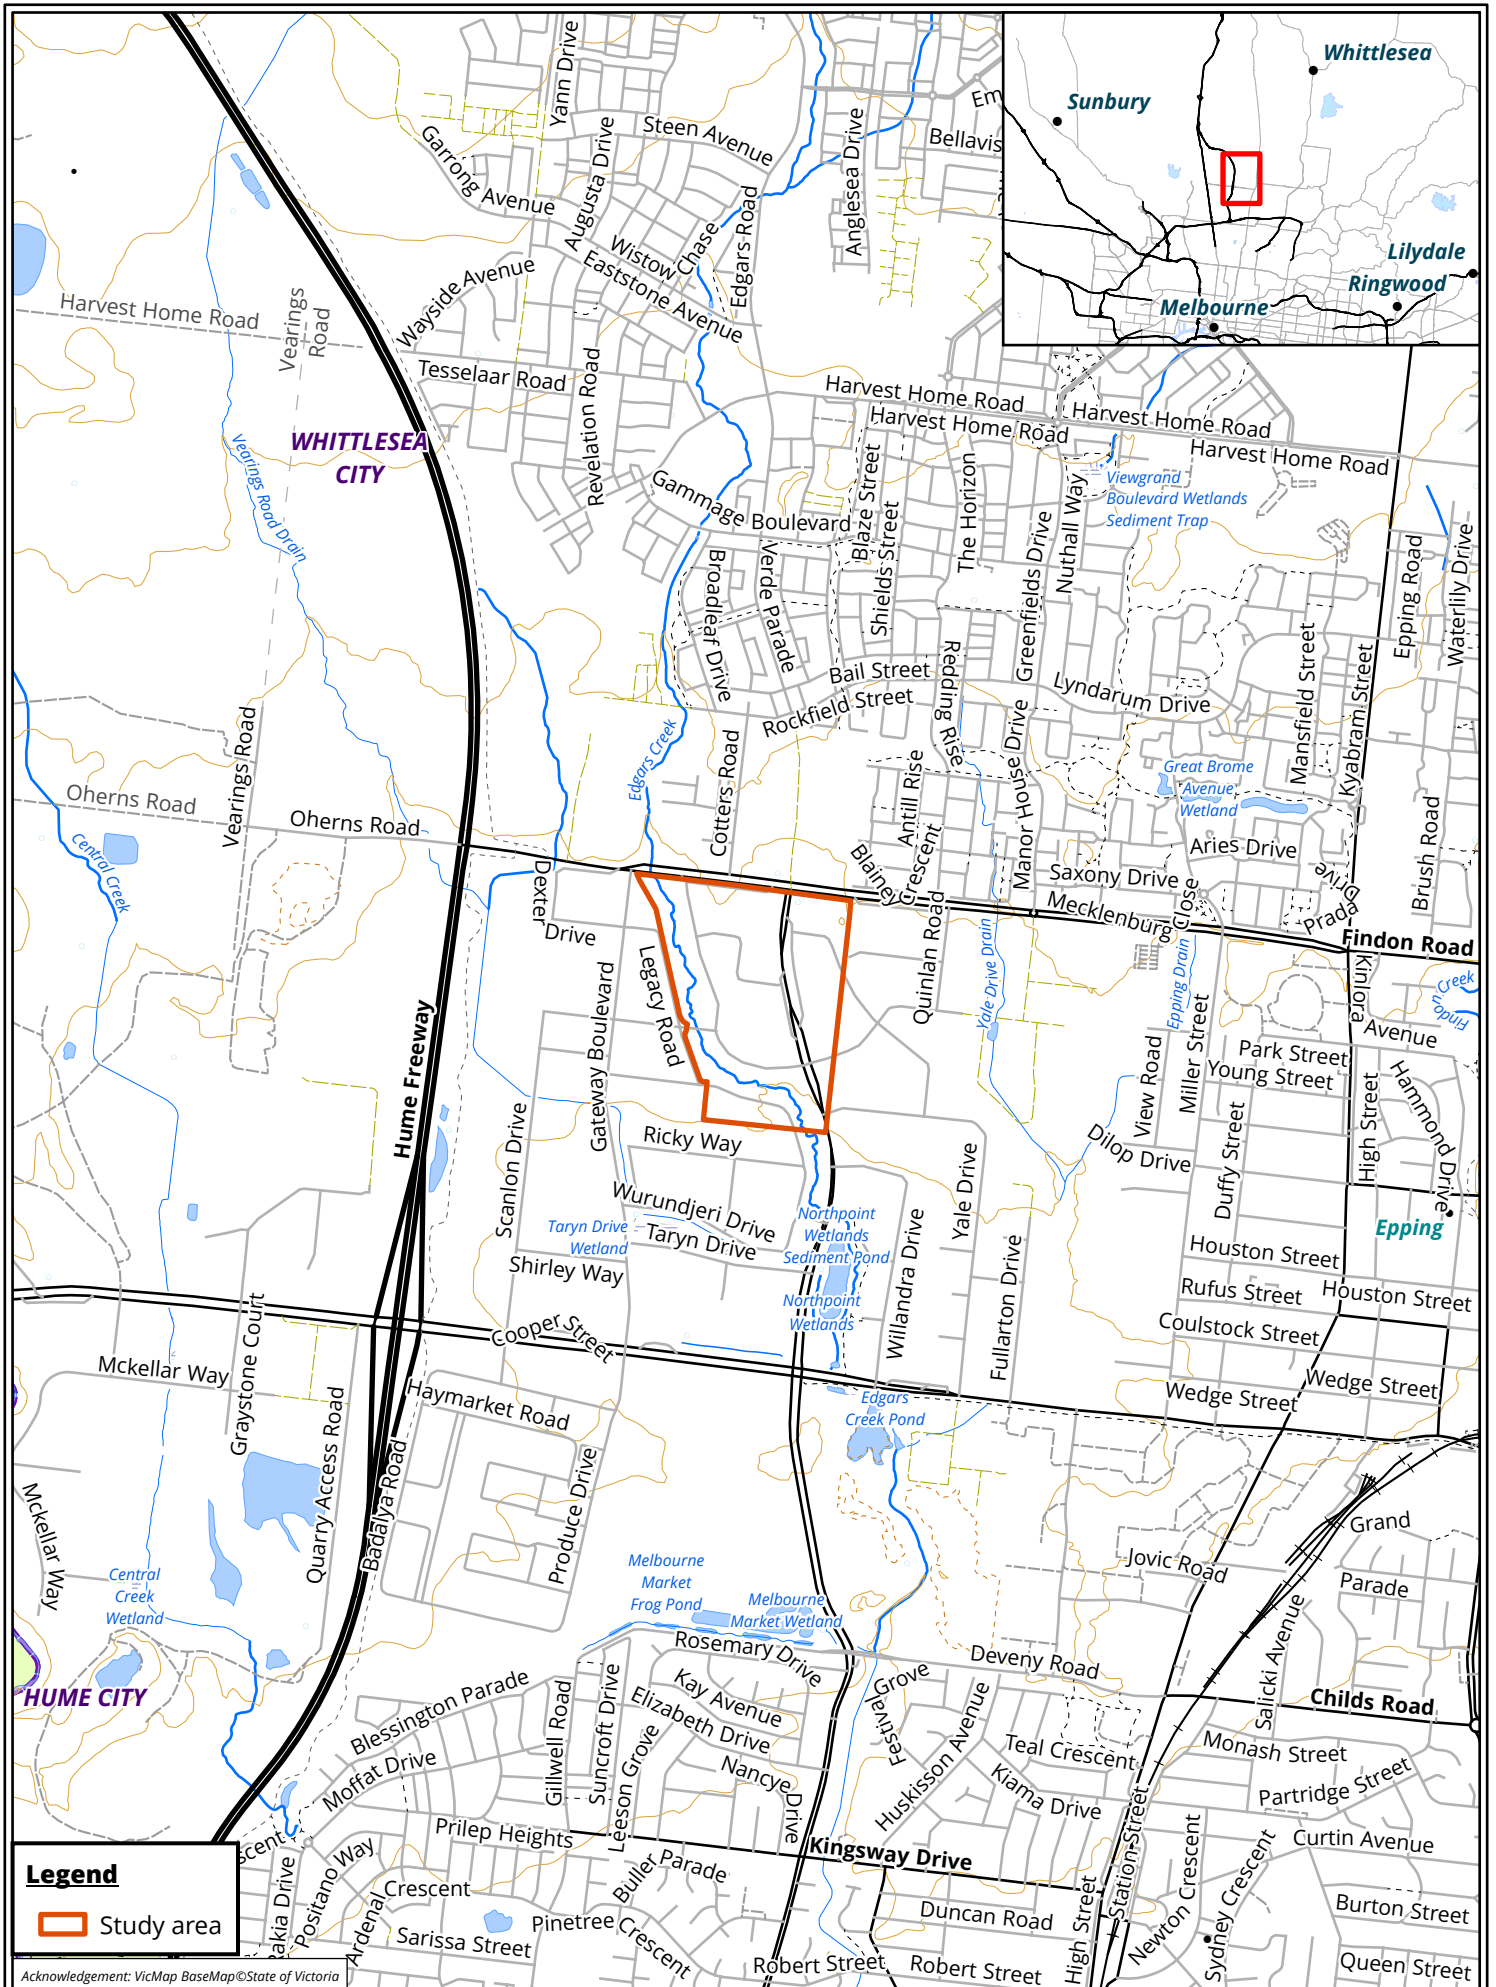 Yann Drive
Steen Avenue
Garrong Avenue
Augusta Drive
Anglesea Drive
Em
Bellavis
Whittlesea
Sunbury
Lilydale
Ringwood
Melbourne
Wistow Chase
Edgars Road
Eaststone Avenue
Wayside Avenue
Harvest Home Road
Vearings
Road
Tesselaar Road
Revelation Road
Harvest Home Road
Harvest Home Road
Harvest Home Road
Harvest Home Road
WHITTLESEA
CITY
Vearings Road Drain
Gammage Boulevard
Blaze Street
Shields Street
The Horizon
Nuthall Way
Greenfields Drive
Viewgrand
Boulevard Wetlands
Sediment Trap
Epping Road
Waterlily Drive
Broadleaf Drive
Verde Parade
Bail Street
Rockfield Street
Redding Rise
Lyndarum Drive
Mansfield Street
Kyabram Street
Edgars Creek
Cotters Road
Antill Rise
Manor House Drive
Great Brome
Avenue
Wetland
Vearings Road
Oherns Road
Oherns Road
Central Creek
Aries Drive
Brush Road
Blainey
Crescent
Saxony Drive
Mecklenburg Close
Prada
Drive
Findon Road
Dexter
Drive
Legacy Road
Gateway Boulevard
Quinlan Road
Yale Drive Drain
Epping Drain
Kinlora
Avenue
Findon Creek
Hume Freeway
Miller Street
View Road
Park Street
Young Street
Hammond Drive
High Street
Scanlon Drive
Ricky Way
Dilop Drive
Duffy Street
Wurundjeri Drive
Taryn Drive
Wetland
Taryn Drive
Shirley Way
Northpoint
Wetlands
Sediment Pond
Northpoint
Wetlands
Willandra Drive
Yale Drive
Fullarton Drive
Epping
Houston Street
Houston Street
Rufus Street
Coulstock Street
Wedge Street
Wedge Street
Cooper Street
Mckellar Way
Graystone Court
Haymarket Road
Edgars
Creek Pond
Mckellar Way
Quarry Access Road
Badalya Road
Produce Drive
Grand
Parade
Jovic Road
Central
Creek
Wetland
Melbourne
Market
Frog Pond
Melbourne
Market Wetland
Rosemary Drive
Deveny Road
Salicki Avenue
Childs Road
HUME CITY
Blessington Parade
Kay Avenue
Elizabeth Drive
Festival
Grove
Huskisson Avenue
Teal Crescent
Monash Street
Moffat Drive
Gillwell Road
Suncroft Drive
Leeson Grove
Nancye
Drive
Kiama Drive
Partridge Street
Prilep Heights
Kingsway Drive
Station Street
Curtin Avenue
scent
Positano Way
Buller Parade
Newton Crescent
Sydney Crescent
Legend
Study area
akia Drive
Ardenal
Crescent
Sarissa Street
Pinetree Crescent
Duncan Road
High Street
Burton Street
Robert Street
Robert Street
Queen Street
Acknowledgement: VicMap BaseMap©State of Victoria